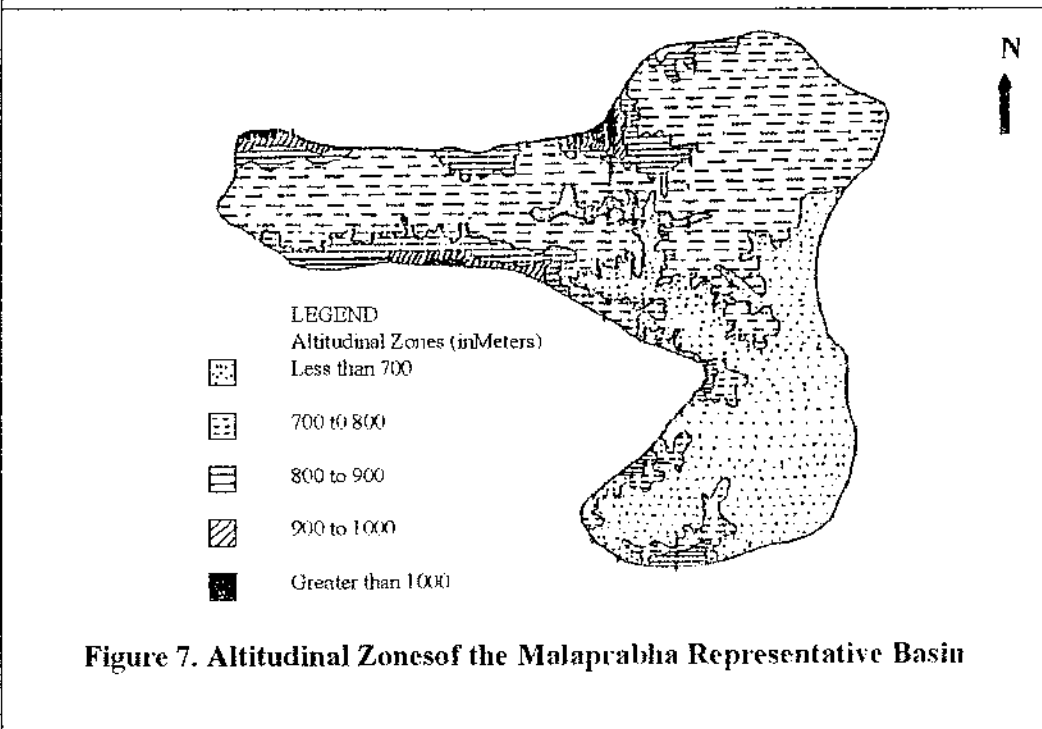 N
LEGEND
Altitudinal Zones (inMeters)
Less than 700
700 to 800
800 to 900
900 to 1000
Greater than 1000
Figure 7. Altitudinal Zonesof the Malaprabha Representative Basin